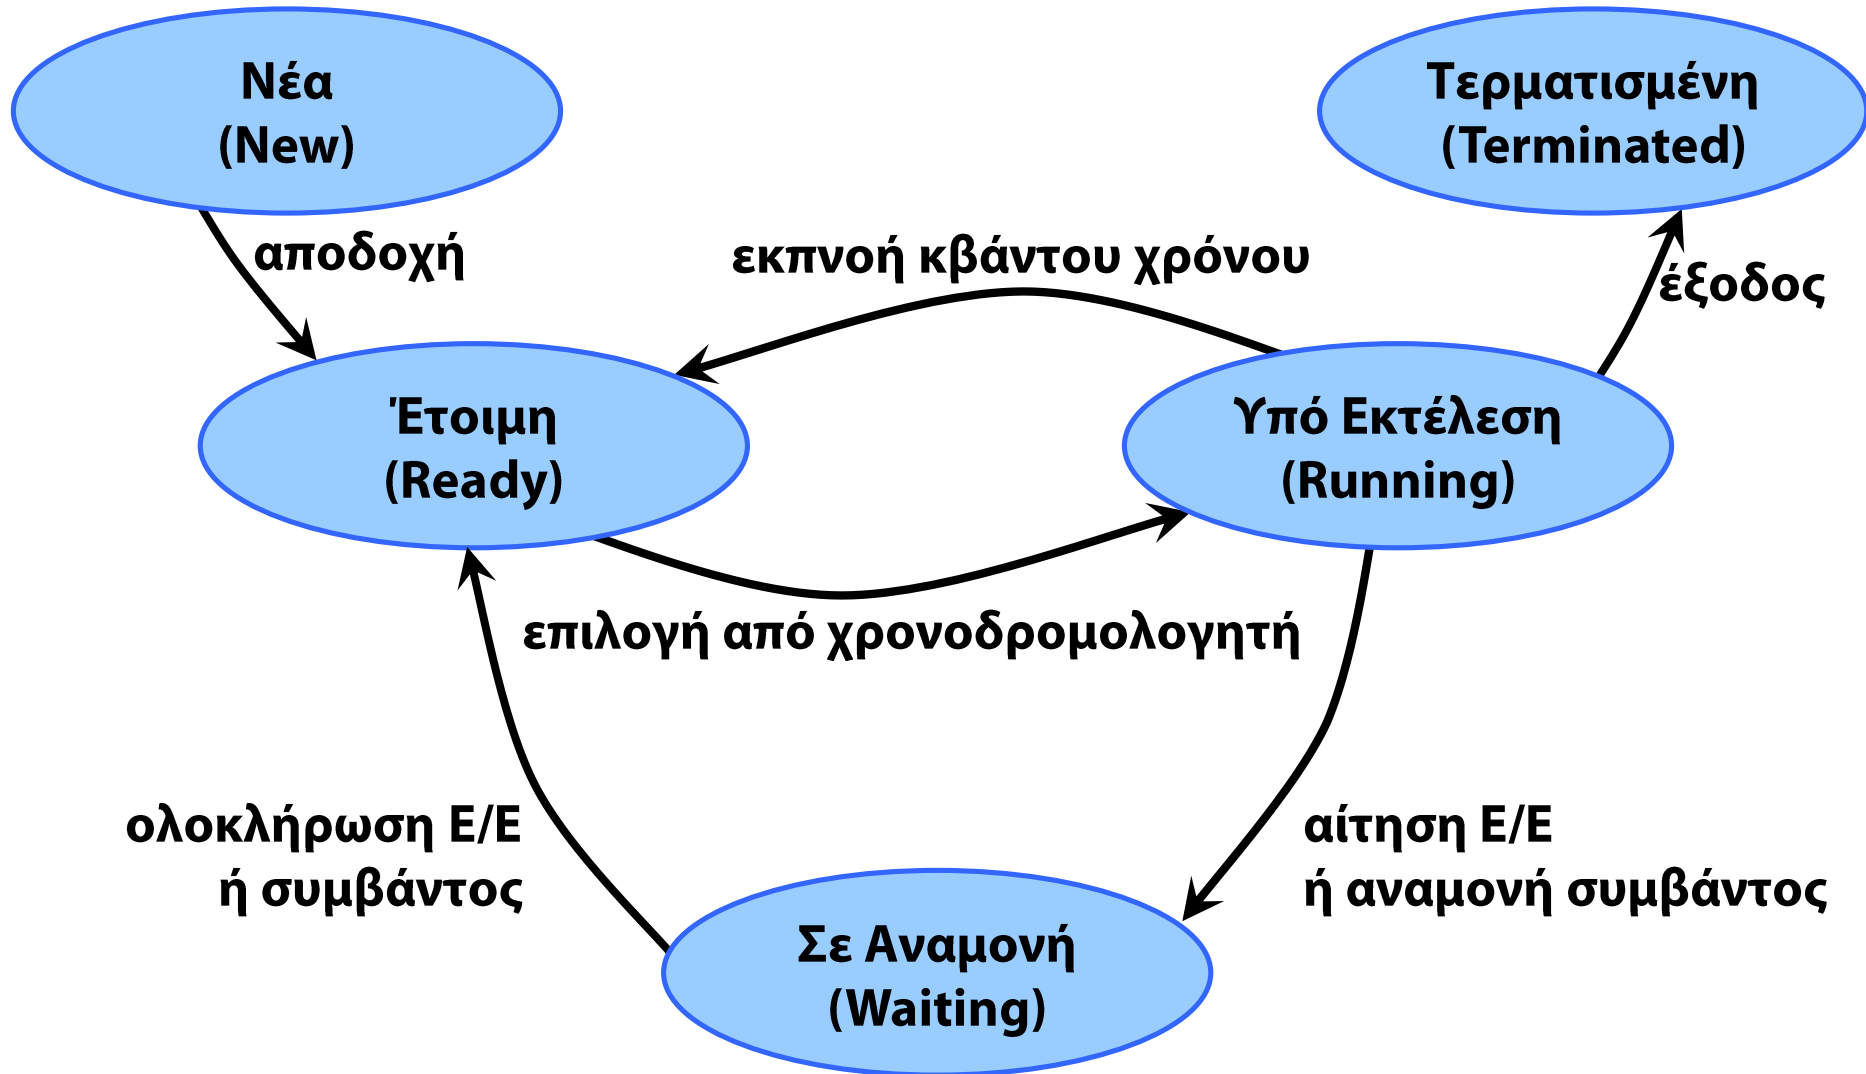 Νέα
(New)
Τερματισμένη
(Terminated)
αποδοχή
εκπνοή κβάντου χρόνου
έξοδος
Έτοιμη
(Ready)
Υπό Εκτέλεση
(Running)
επιλογή από χρονοδρομολογητή
ολοκλήρωση Ε/Ε
ή συμβάντος
αίτηση Ε/Ε
ή αναμονή συμβάντος
Σε Αναμονή
(Waiting)